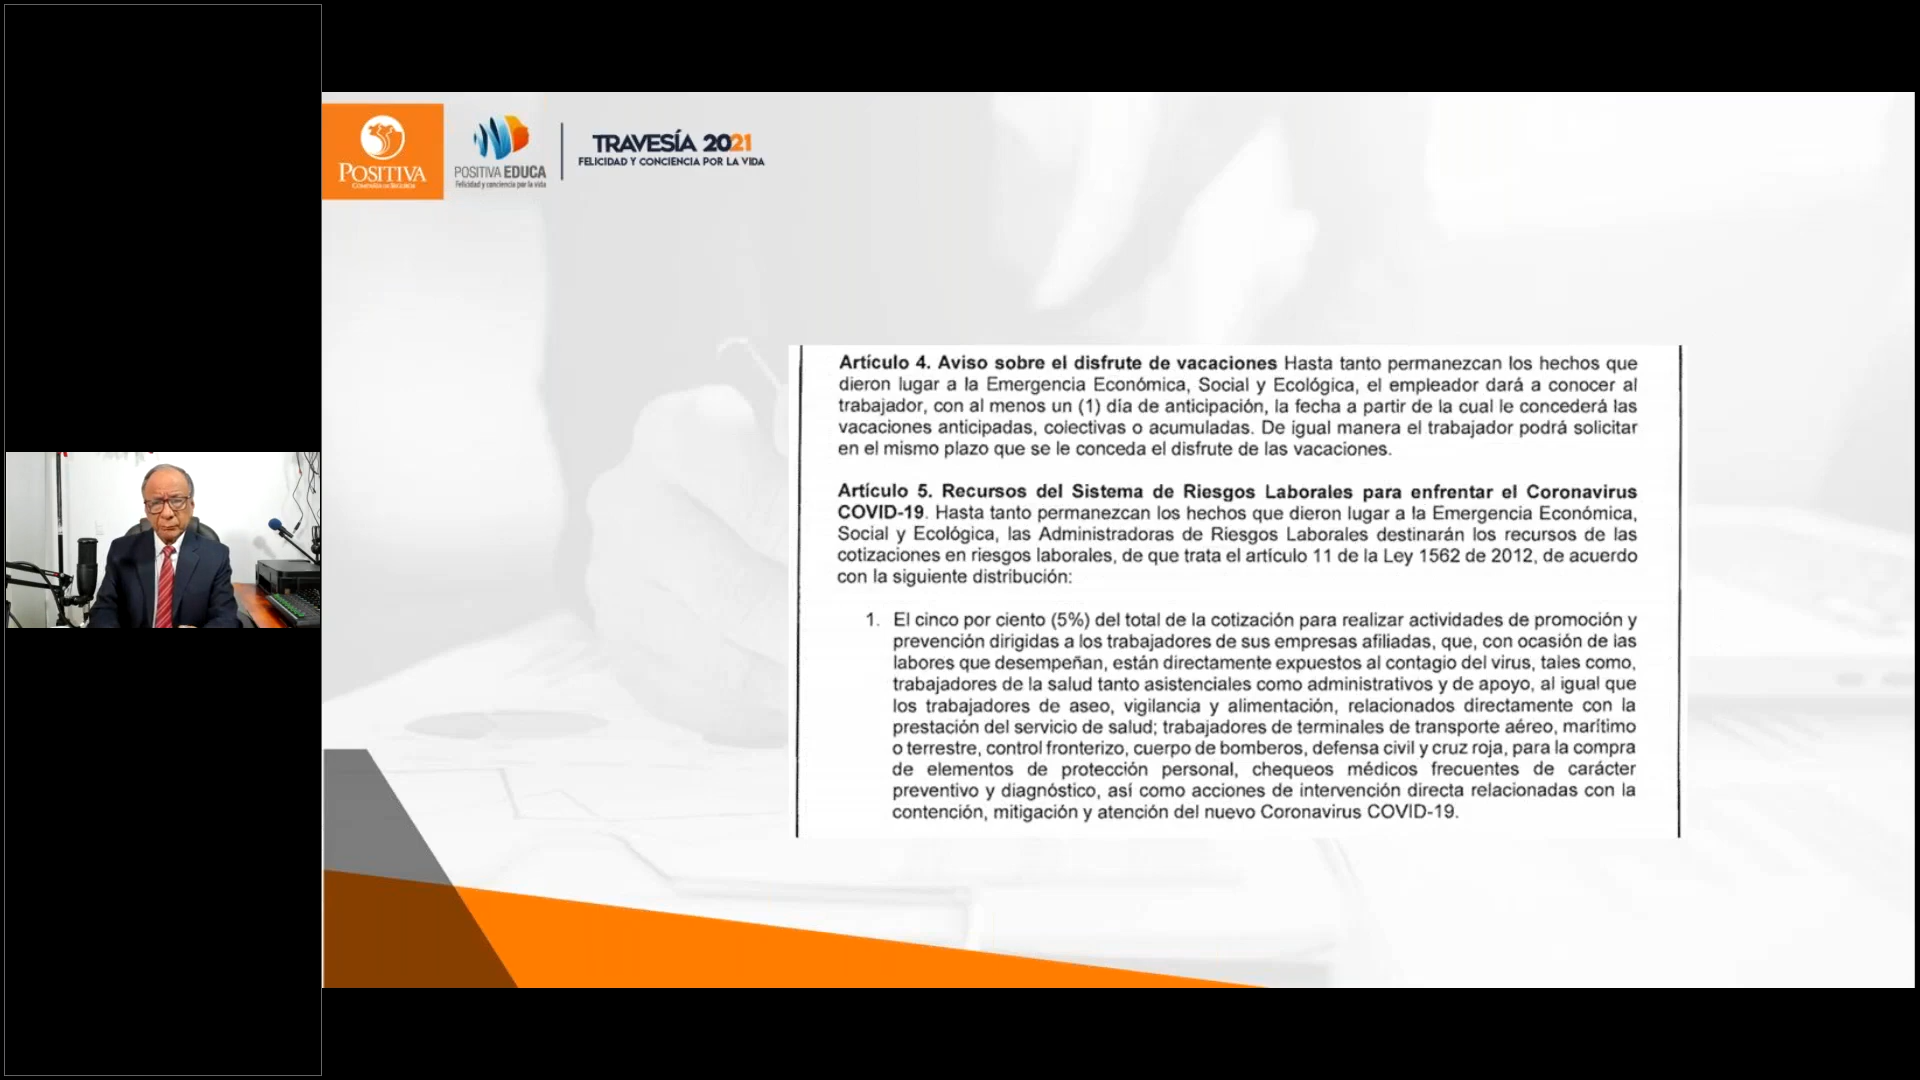 POSITIVA
COMPAÑÍA DE SEGUROS
POSITIVA EDUCA
Felicidad y conciencia por la vida
TRAVESÍA 2021
FELICIDAD Y CONCIENCIA POR LA VIDA
Artículo 4. Aviso sobre el disfrute de vacaciones Hasta tanto permanezcan los hechos que
dieron lugar a la Emergencia Económica, Social y Ecológica, el empleador dará a conocer al
trabajador, con al menos un (1) día de anticipación, la fecha a partir de la cual le concederá las
vacaciones anticipadas, colectivas o acumuladas. De igual manera el trabajador podrá solicitar
en el mismo plazo que se le conceda el disfrute de las vacaciones.
Artículo 5. Recursos del Sistema de Riesgos Laborales para enfrentar el Coronavirus
COVID-19. Hasta tanto permanezcan los hechos que dieron lugar a la Emergencia Económica,
Social y Ecológica, las Administradoras de Riesgos Laborales destinarán los recursos de las
cotizaciones en riesgos laborales, de que trata el artículo 11 de la Ley 1562 de 2012, de acuerdo
con la siguiente distribución:
1. El cinco por ciento (5%) del total de la cotización para realizar actividades de promoción y
prevención dirigidas a los trabajadores de sus empresas afiliadas, que, con ocasión de las
labores que desempeñan, están directamente expuestos al contagio del virus, tales como,
trabajadores de la salud tanto asistenciales como administrativos y de apoyo, al igual que
los trabajadores de aseo, vigilancia y alimentación, relacionados directamente con la
prestación del servicio de salud; trabajadores de terminales de transporte aéreo, marítimo
o terrestre, control fronterizo, cuerpo de bomberos, defensa civil y cruz roja, para la compra
de elementos de protección personal, chequeos médicos frecuentes de carácter
preventivo y diagnóstico, así como acciones de intervención directa relacionadas con la
contención, mitigación y atención del nuevo Coronavirus COVID-19.